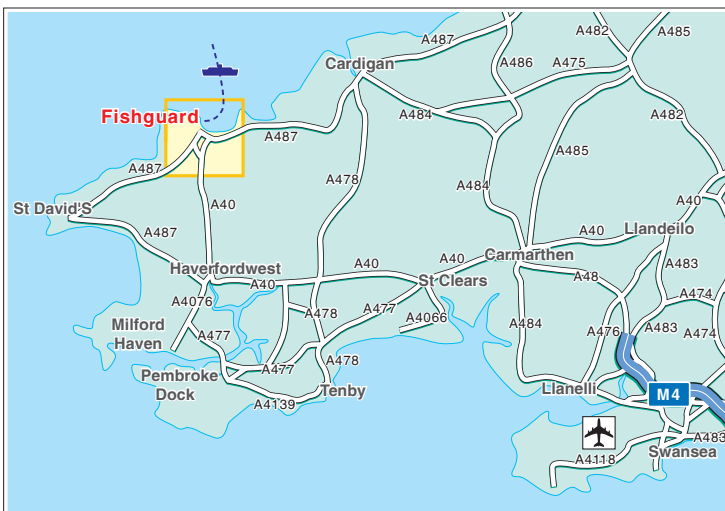 A487
A482
A485
Cardigan
A486
A475
Fishguard
A484
A482
A487
A485
A487
A478
A484
A40
St David'S
A40
A487
A40
Llandeilo
Carmarthen
A40
A483
Haverfordwest
A40
A48
A40
St Clears
A4076
A474
A478
A477
A4066
Milford
Haven
A484
A476
A483
A474
A477
A478
A477
Pembroke
Dock
Tenby
Llanelli
M4
A4139
A483
Swansea
A4118